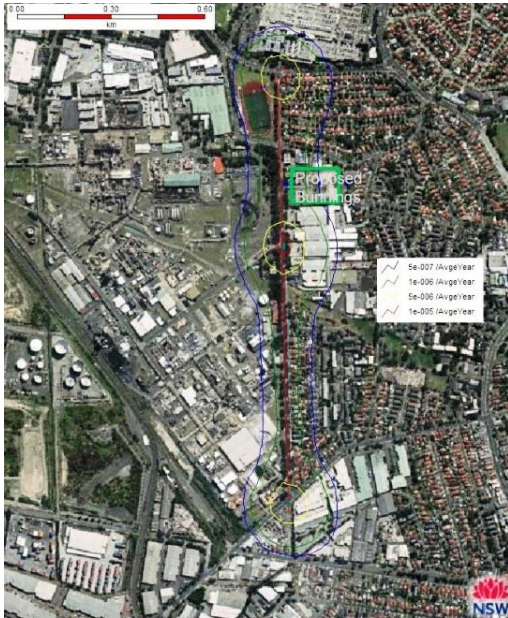 0.00 0.30 0.60
km
Proposed
Bunnings
5e-007 /AvgeYear
1e-006 /AvgeYear
5e-006 /AvgeYear
1e-005 /AvgeYear
NSW